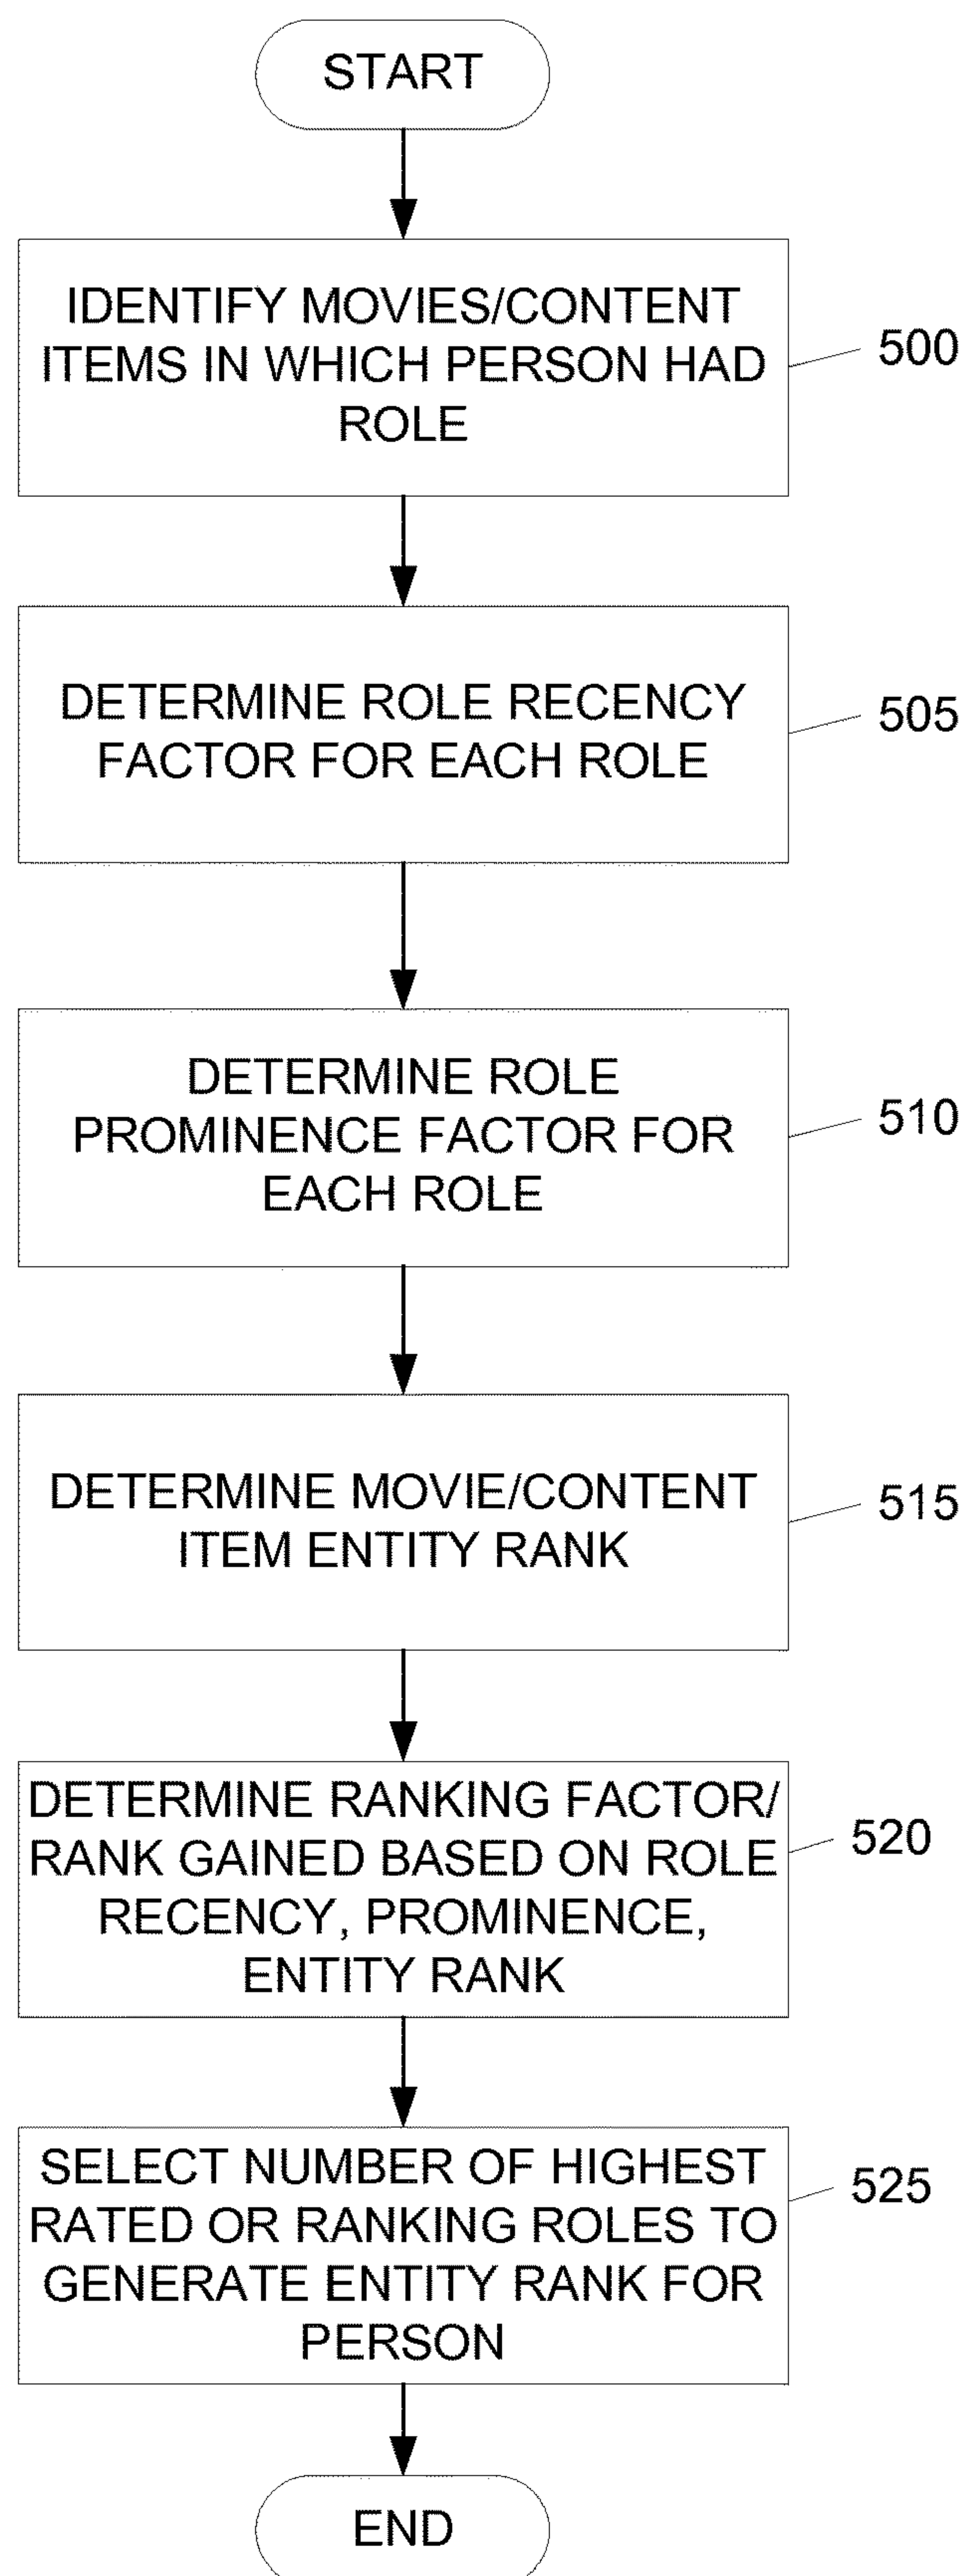 START
IDENTIFY MOVIES/CONTENT
ITEMS IN WHICH PERSON HAD
ROLE
500
DETERMINE ROLE RECENCY
FACTOR FOR EACH ROLE
505
DETERMINE ROLE
PROMINENCE FACTOR FOR
EACH ROLE
510
DETERMINE MOVIE/CONTENT
ITEM ENTITY RANK
515
DETERMINE RANKING FACTOR/
RANK GAINED BASED ON ROLE
RECENCY, PROMINENCE,
ENTITY RANK
520
SELECT NUMBER OF HIGHEST
RATED OR RANKING ROLES TO
GENERATE ENTITY RANK FOR
PERSON
525
END